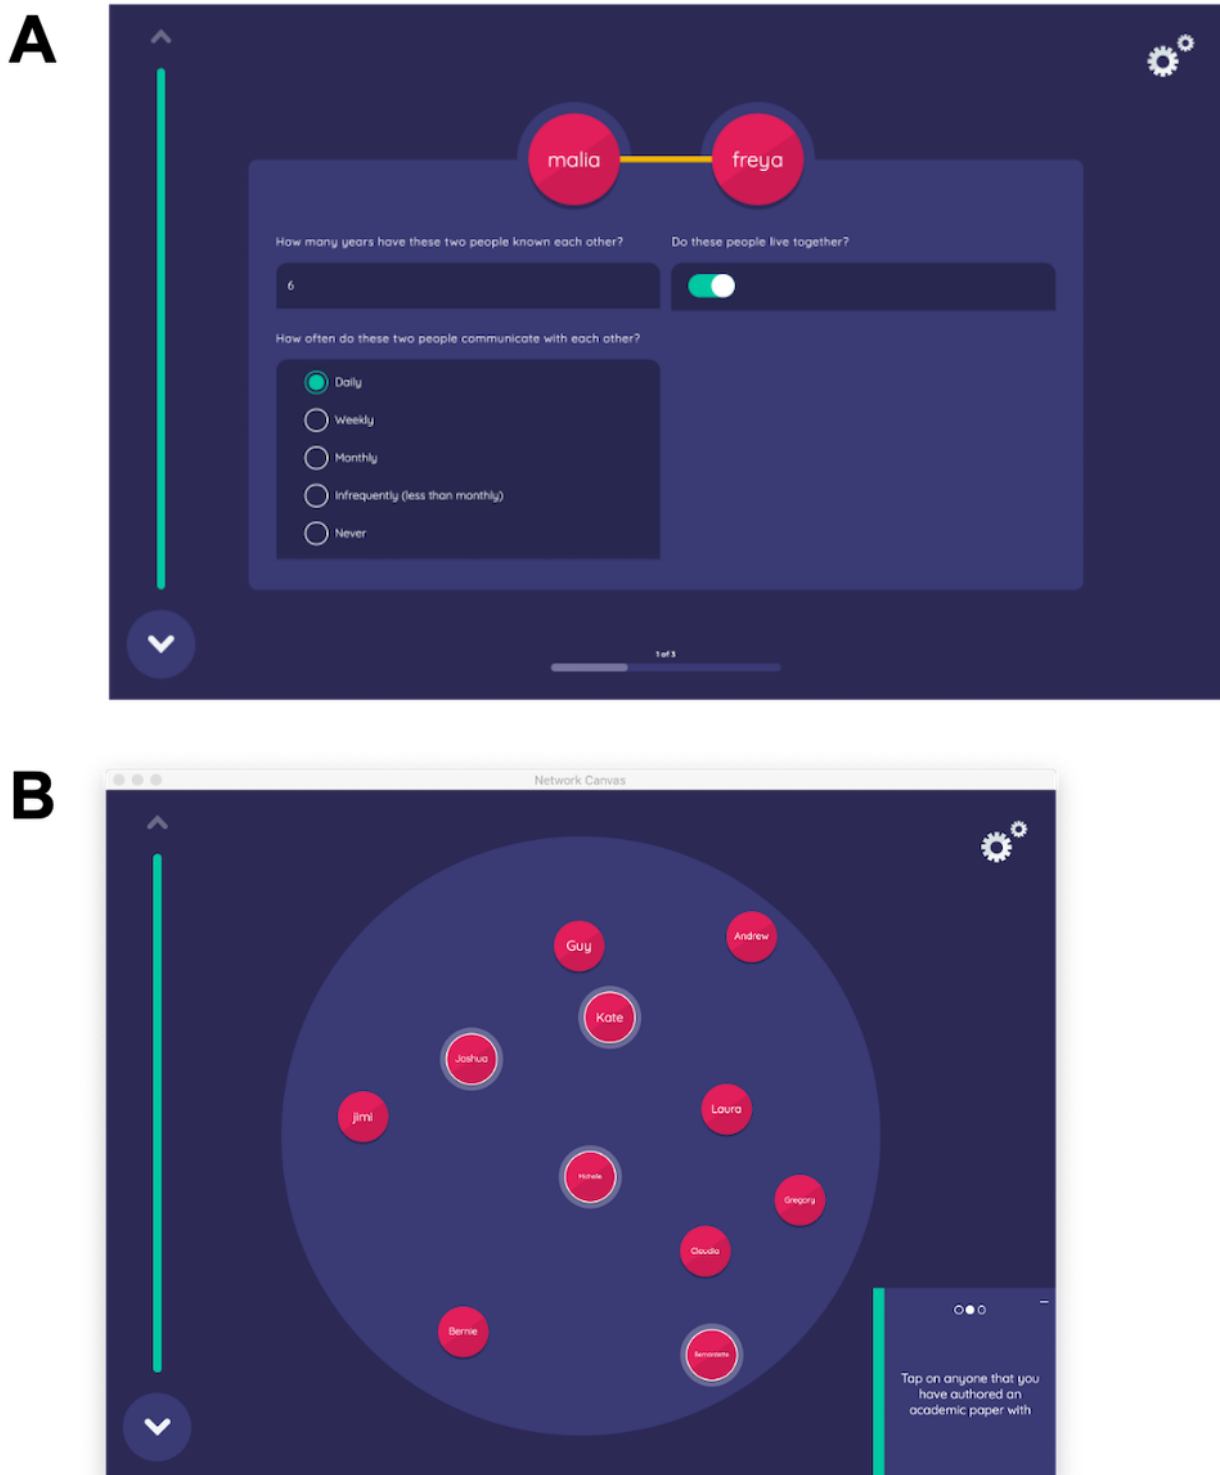 A
malia
freya
How many years have these two people known each other?
Do these people live together?
6
How often do these two people communicate with each other?
Daily
Weekly
Monthly
Infrequently (less than monthly)
Never
1 of 3
B
Network Canvas
Guy
Andrew
Kate
Joshua
Laura
jimi
Michelle
Gregory
Claudia
Bernie
Bernardette
Tap on anyone that you
have authored an
academic paper with